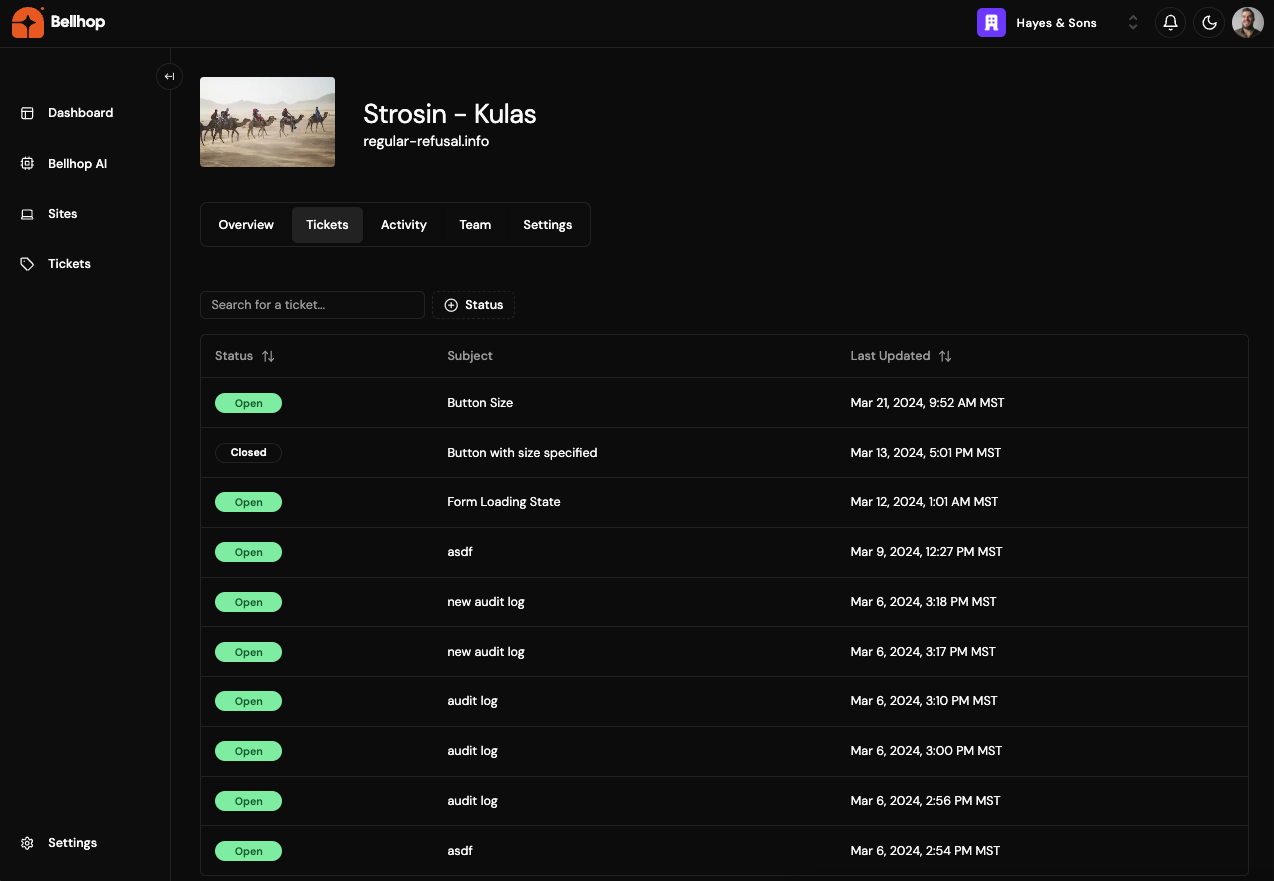 Bellhop
Hayes & Sons
Dashboard
Bellhop AI
Sites
Tickets
Settings
Strosin - Kulas
regular-refusal.info
Overview Tickets Activity Team Settings
Search for a ticket... Status
Status Subject Last Updated
Open Button Size Mar 21, 2024, 9:52 AM MST
Closed Button with size specified Mar 13, 2024, 5:01 PM MST
Open Form Loading State Mar 12, 2024, 1:01 AM MST
Open asdf Mar 9, 2024, 12:27 PM MST
Open new audit log Mar 6, 2024, 3:18 PM MST
Open new audit log Mar 6, 2024, 3:17 PM MST
Open audit log Mar 6, 2024, 3:10 PM MST
Open audit log Mar 6, 2024, 3:00 PM MST
Open audit log Mar 6, 2024, 2:56 PM MST
Open asdf Mar 6, 2024, 2:54 PM MST